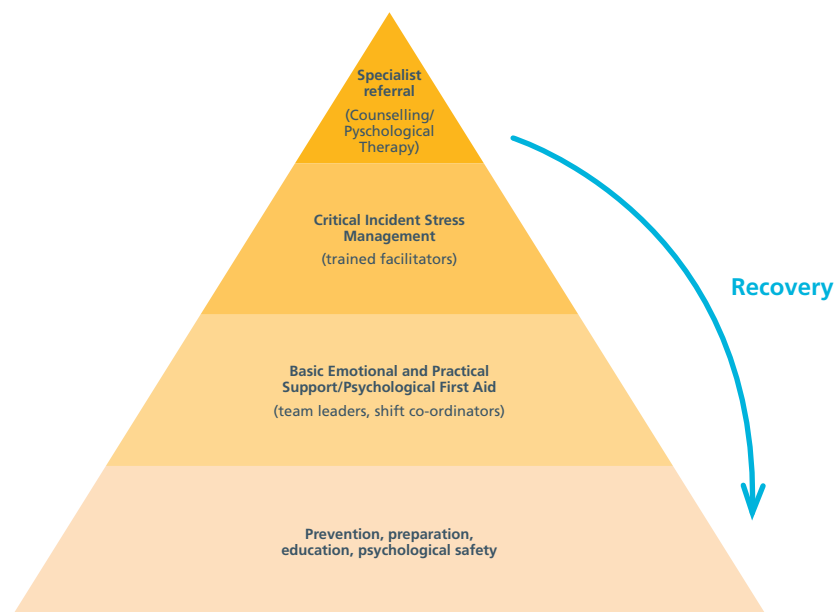 Specialist
referral
(Counselling/
Pyschological
Therapy)
Critical Incident Stress
Management
(trained facilitators)
Recovery
Basic Emotional and Practical
Support/Psychological First Aid
(team leaders, shift co-ordinators)
Prevention, preparation,
education, psychological safety